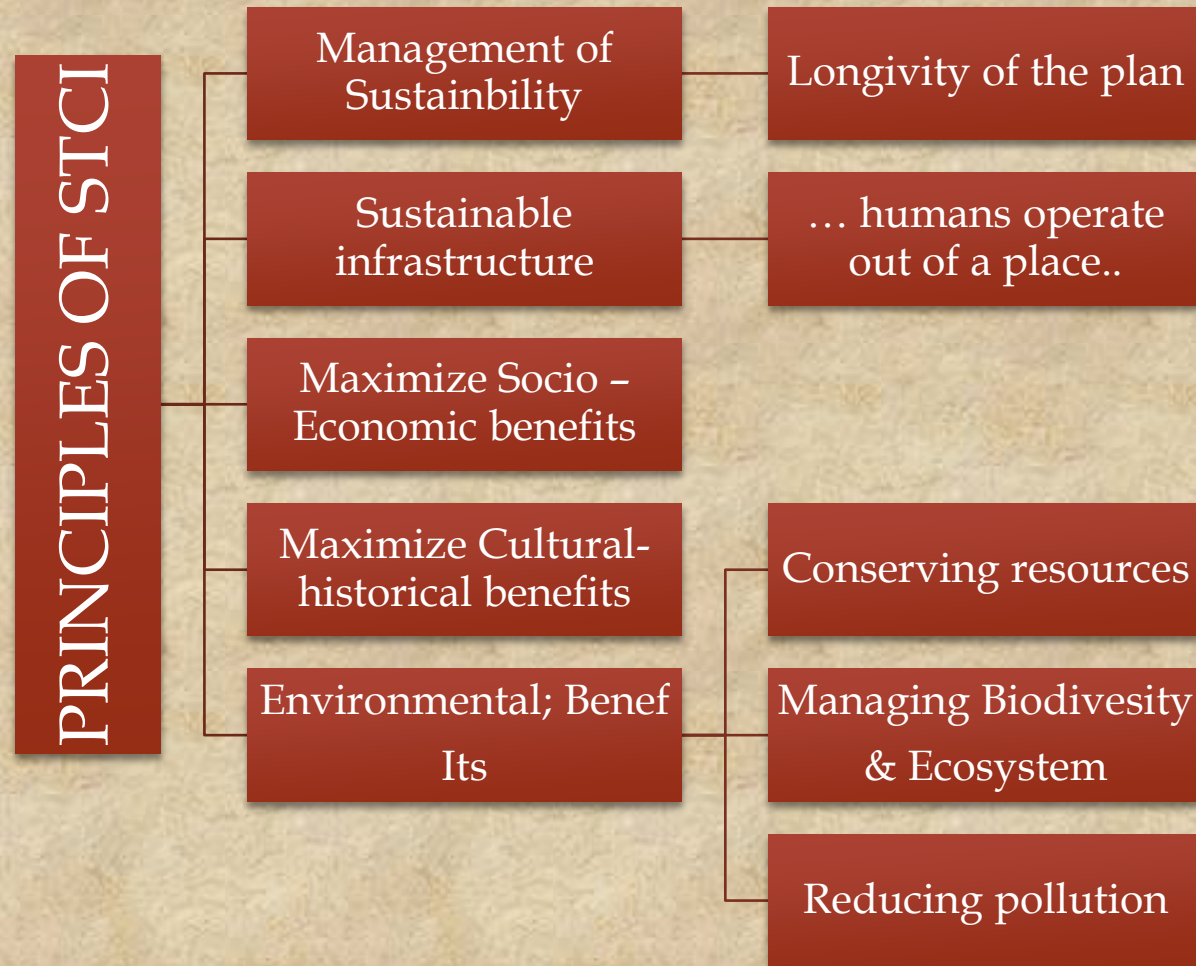 PRINCIPLES OF STCI
Management of
Sustainbility
Longivity of the plan
Sustainable
infrastructure
… humans operate
out of a place..
Maximize Socio –
Economic benefits
Maximize Cultural-
historical benefits
Environmental; Benef
Its
Conserving resources
Managing Biodivesity
& Ecosystem
Reducing pollution